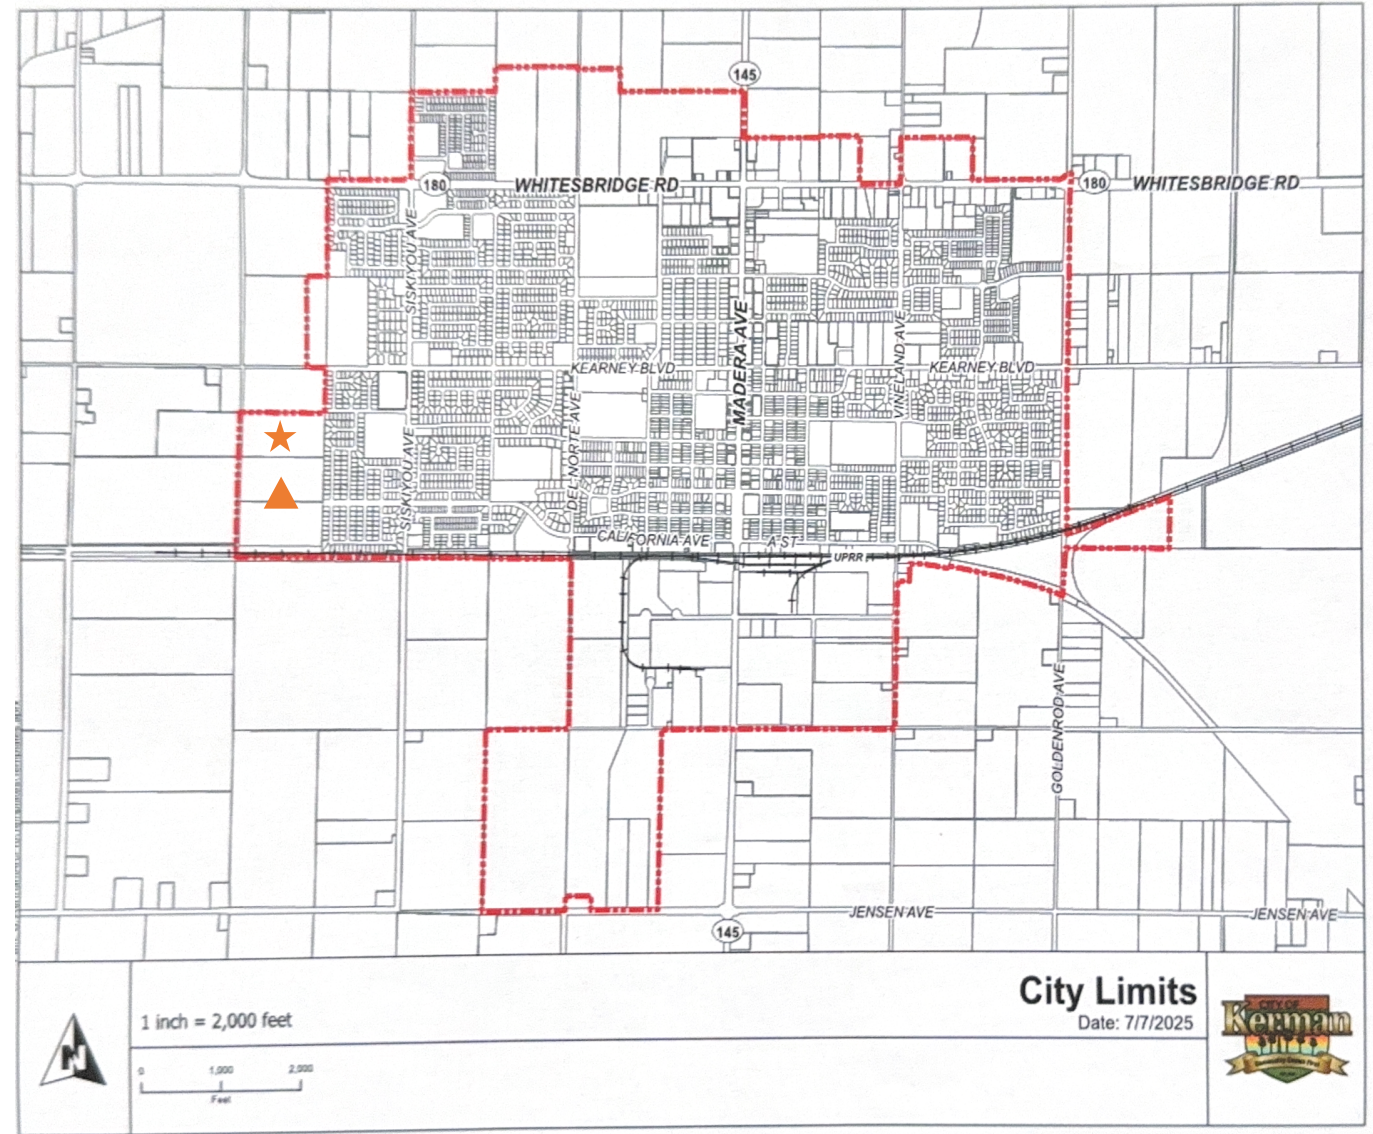 145
180
WHITESBRIDGE RD
180
WHITESBRIDGE RD
SISKIYOU AVE
MADERA AVE
VINELAND AVE
KEARNEY BLVD
KEARNEY BLVD
DEL NORTE AVE
SISKIYOU AVE
CALIFORNIA AVE
A ST
UPRR
GOLDENROD AVE
JENSEN AVE
JENSEN AVE
145
City Limits
Date: 7/7/2025
1 inch = 2,000 feet
0 1,000 2,000
Feet
N
CITY OF
Kerman